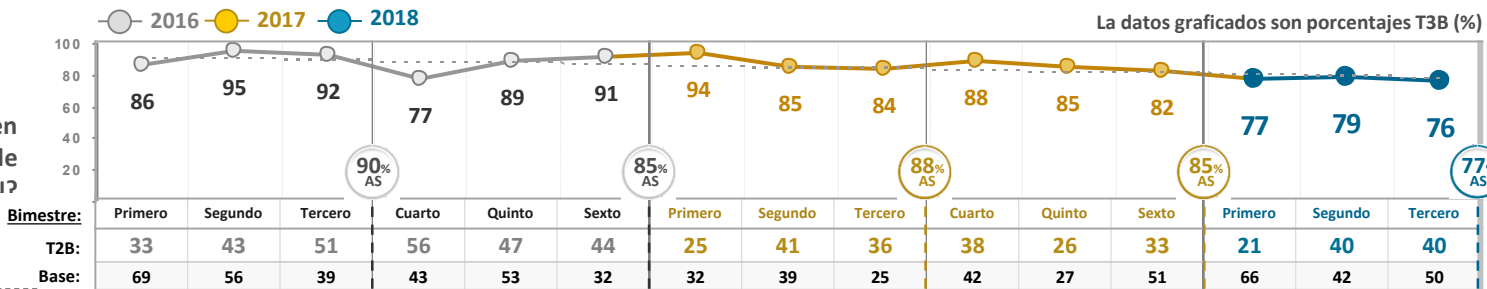 2016 2017 2018
La datos graficados son porcentajes T3B (%)
100
80
60
40
20
86 95 92 77 89 91 94 85 84 88 85 82 77 79 76
en
de
90% AS 85% AS 88% AS 85% AS 77% AS
Bimestre: Primero Segundo Tercero Cuarto Quinto Sexto Primero Segundo Tercero Cuarto Quinto Sexto Primero Segundo Tercero
T2B: 33 43 51 56 47 44 25 41 36 38 26 33 21 40 40
Base: 69 56 39 43 53 32 32 39 25 42 27 51 66 42 50